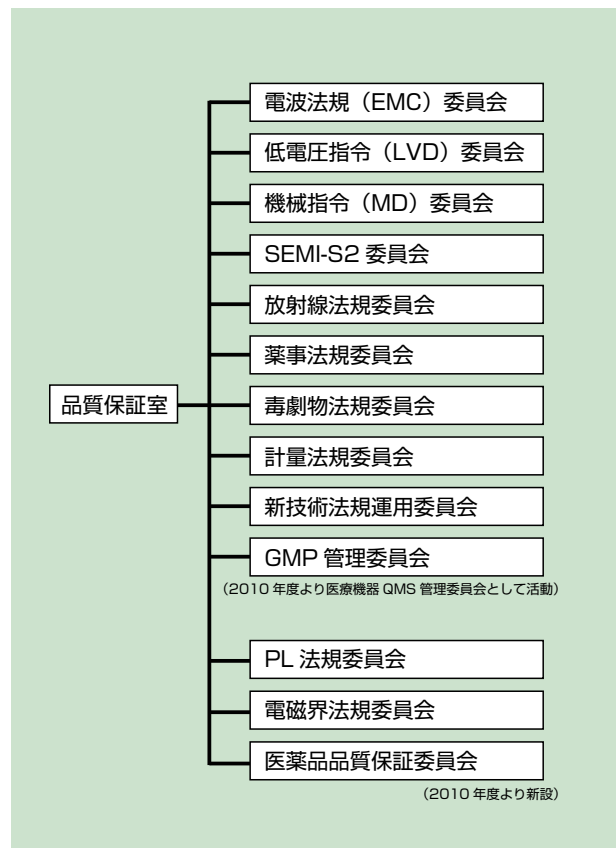 電波法規（EMC）委員会
低電圧指令（LVD）委員会
機械指令（MD）委員会
SEMI-S2 委員会
放射線法規委員会
薬事法規委員会
品質保証室
毒劇物法規委員会
計量法規委員会
新技術法規運用委員会
GMP 管理委員会
（2010 年度より医療機器 QMS 管理委員会として活動）
PL 法規委員会
電磁界法規委員会
医薬品品質保証委員会
（2010 年度より新設）